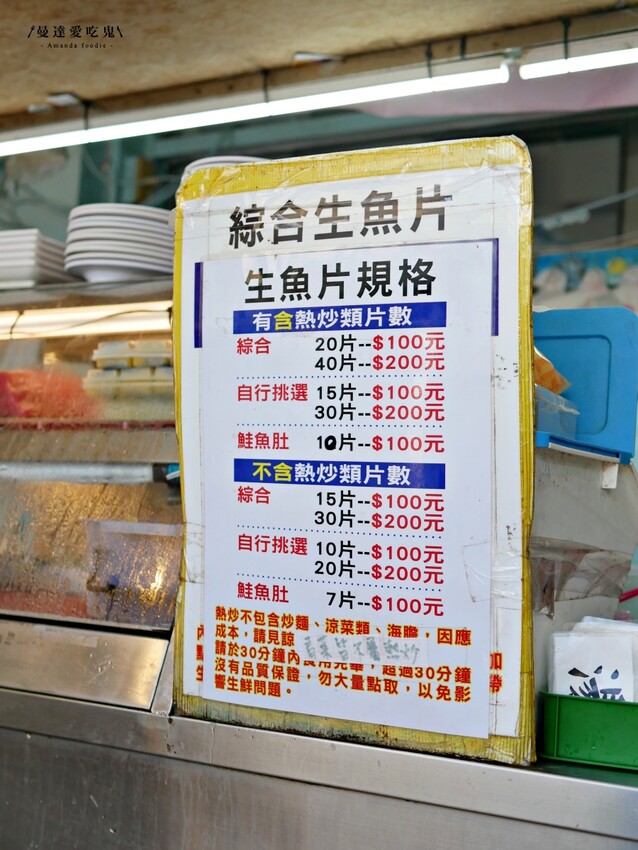 曼達愛吃鬼
- Amanda foodie -
綜合生魚片
生魚片規格
有含熱炒類片數
綜合 20片--$100元
40片--$200元
自行挑選 15片--$100元
30片--$200元
鮭魚肚 10片--$100元
不含熱炒類片數
綜合 15片--$100元
30片--$200元
自行挑選 10片--$100元
20片--$200元
鮭魚肚 7片--$100元
熱炒不包含炒麵、涼菜類、海膽，因應
成本，請見諒
請於30分鐘內食用完畢，超過30分鐘
沒有品質保證，勿大量點取，以免影
響生鮮問題。